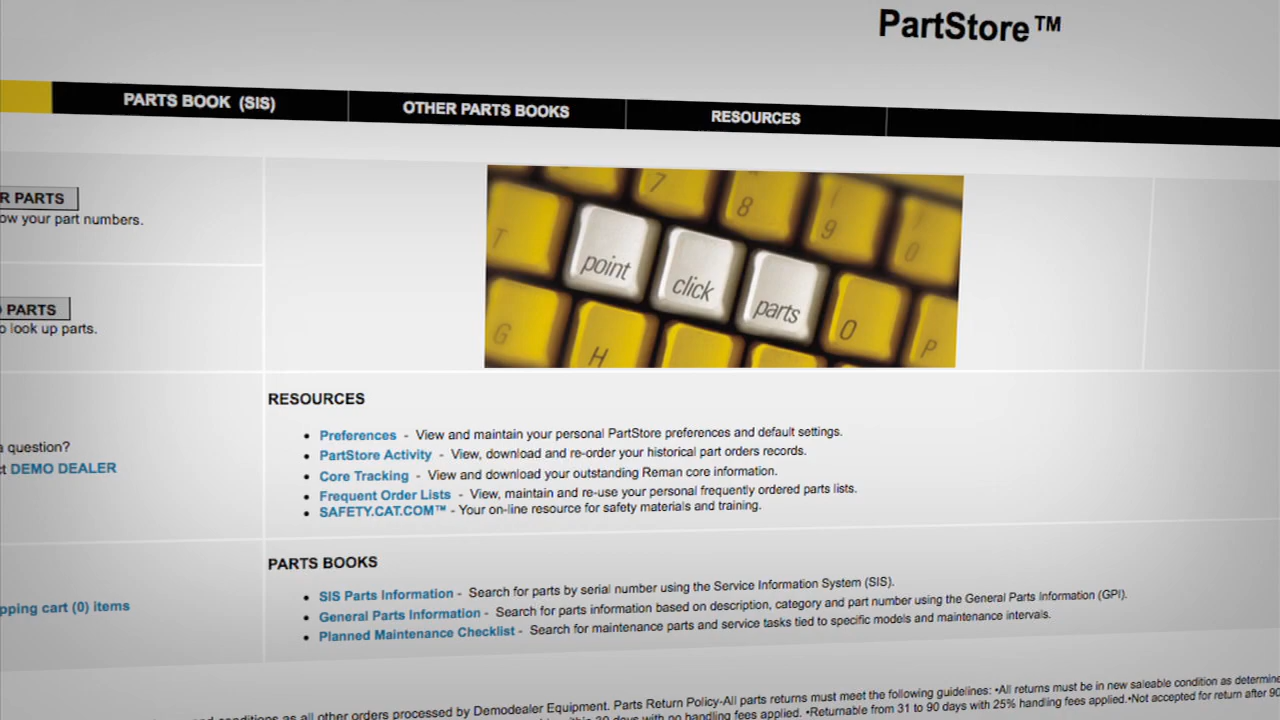 PartStore™
PARTS BOOK (SIS)
OTHER PARTS BOOKS
RESOURCES
R PARTS
ow your part numbers.
PARTS
o look up parts.
7
8
9
0
T
point
click
parts
O
P
G
H
RESOURCES
• Preferences - View and maintain your personal PartStore preferences and default settings.
• PartStore Activity - View, download and re-order your historical part orders records.
• Core Tracking - View and download your outstanding Reman core information.
• Frequent Order Lists - View, maintain and re-use your personal frequently ordered parts lists.
• SAFETY.CAT.COM™ - Your on-line resource for safety materials and training.
a question?
ct DEMO DEALER
PARTS BOOKS
• SIS Parts Information - Search for parts by serial number using the Service Information System (SIS).
• General Parts Information - Search for parts information based on description, category and part number using the General Parts Information (GPI).
• Planned Maintenance Checklist - Search for maintenance parts and service tasks tied to specific models and maintenance intervals.
pping cart (0) items
conditions as all other orders processed by Demodealer Equipment. Parts Return Policy-All parts returns must meet the following guidelines: •All returns must be in new saleable condition as determine
30 days with no handling fees applied. •Returnable from 31 to 90 days with 25% handling fees applied.•Not accepted for return after 90